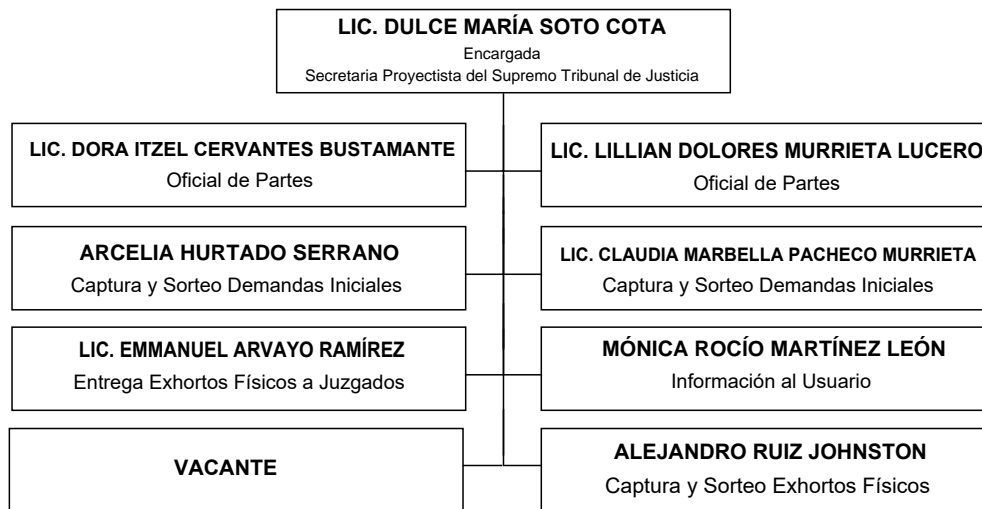 LIC. DULCE MARÍA SOTO COTA
Encargada
Secretaria Proyectista del Supremo Tribunal de Justicia
LIC. DORA ITZEL CERVANTES BUSTAMANTE
Oficial de Partes
LIC. LILLIAN DOLORES MURRIETA LUCERO
Oficial de Partes
ARCELIA HURTADO SERRANO
Captura y Sorteo Demandas Iniciales
LIC. CLAUDIA MARBELLA PACHECO MURRIETA
Captura y Sorteo Demandas Iniciales
LIC. EMMANUEL ARVAYO RAMÍREZ
Entrega Exhortos Físicos a Juzgados
MÓNICA ROCÍO MARTÍNEZ LEÓN
Información al Usuario
VACANTE
ALEJANDRO RUIZ JOHNSTON
Captura y Sorteo Exhortos Físicos